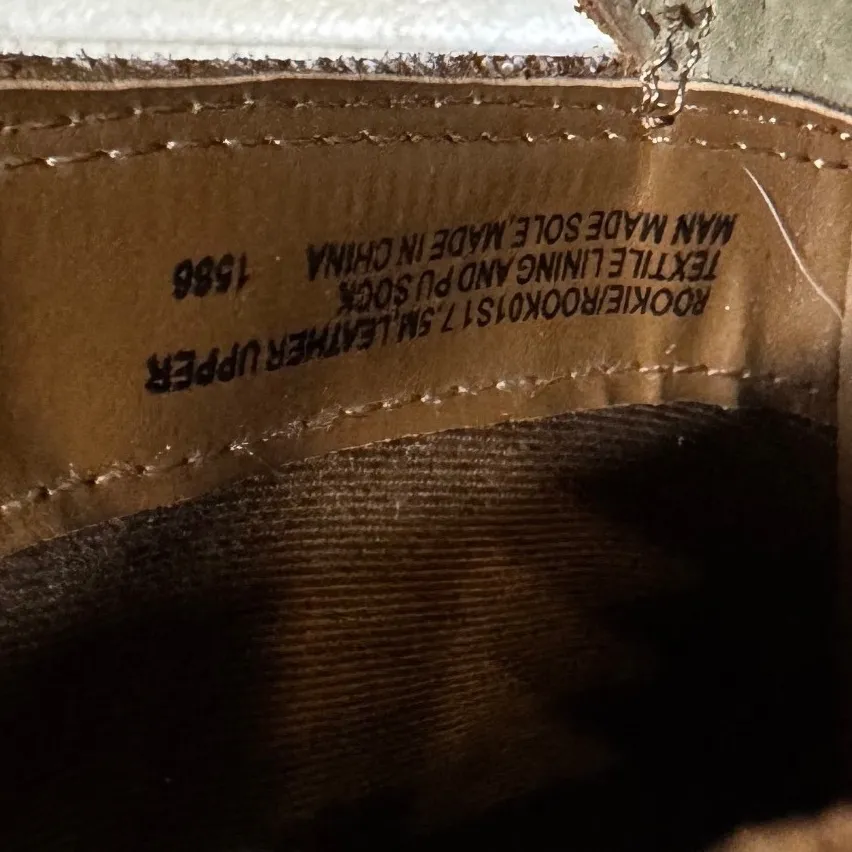 ROOKIE/ROOK01S17,5M LEATHER UPPER
TEXTILE LINING AND PU SOCK
MAN MADE SOLE,MADE IN CHINA 1586